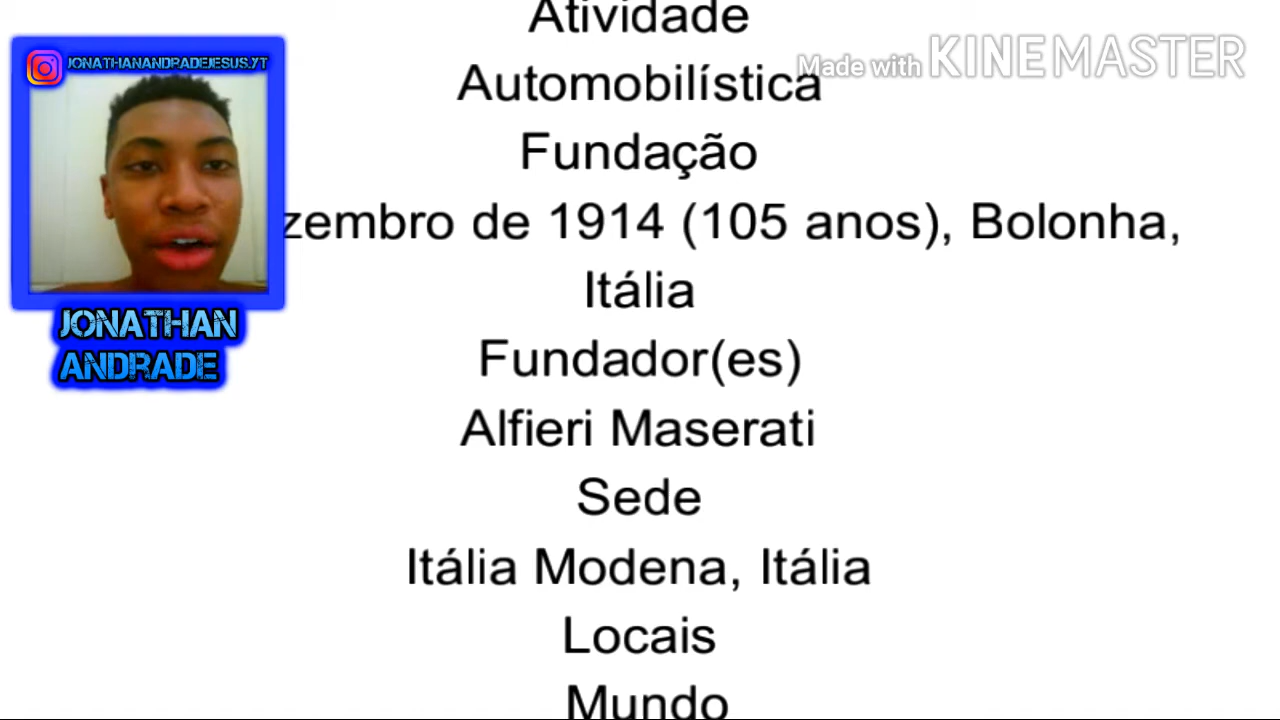 Atividade
Made with KINEMASTER
JONATHANANDRADEJESUS.YT
Automobilística
Fundação
zembro de 1914 (105 anos), Bolonha,
Itália
JONATHAN
ANDRADE
Fundador(es)
Alfieri Maserati
Sede
Itália Modena, Itália
Locais
Mundo